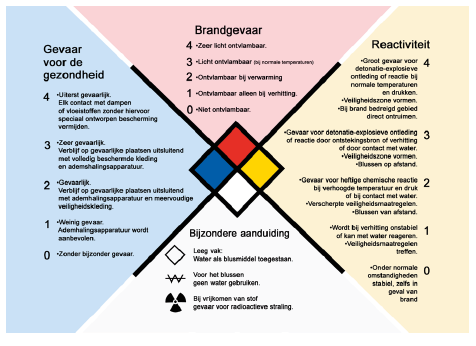 Brandgevaar
4 •Zeer licht ontvlambaar.
3 •Licht ontvlambaar (bij normale temperaturen)
2 •Ontvlambaar bij verwarming
1 •Ontvlambaar alleen bij verhitting.
0 •Niet ontvlambaar.
Gevaar
voor de
gezondheid
4 •Uiterst gevaarlijk.
Elk contact met dampen
of vloeistoffen zonder hiervoor
speciaal ontworpen bescherming
vermijden.
3 •Zeer gevaarlijk.
Verblijf op gevaarlijke plaatsen uitsluitend
met volledig beschermde kleding
en ademshalingsapparatuur.
2 •Gevaarlijk.
Verblijf op gevaarlijke plaatsen uitsluitend
met ademhalingsapparatuur en meervoudige
veiligheidskleding.
1 •Weinig gevaar.
Ademhalingsapparatuur wordt
aanbevolen.
0 •Zonder bijzonder gevaar.
Reactiviteit
•Groot gevaar voor 4
detonatie-explosieve
ontleding of reactie bij
normale temperaturen
en drukken.
•Veiligheidszone vormen.
•Bij brand bedreigd gebied
direct ontruimen.
•Gevaar voor detonatie-explosieve ontleding 3
of reactie door ontstekingsbron of verhitting
of door contact met water.
•Veiligheidszone vormen.
•Blussen op afstand.
•Gevaar voor heftige chemische reactie 2
bij verhoogde temperatuur en druk
of bij contact met water.
•Verscherpte veiligheidsmaatregelen.
•Blussen van afstand.
•Wordt bij verhitting onstabiel 1
of kan met water reageren.
•Veiligheidsmaatregelen
treffen.
•Onder normale 0
omstandigheden
stabiel, zelfs in
geval van
brand
Bijzondere aanduiding
Leeg vak:
Water als blusmiddel toegestaan.
W
Voor het blussen
geen water gebruiken.
Bij vrijkomen van stof
gevaar voor radioactieve straling.